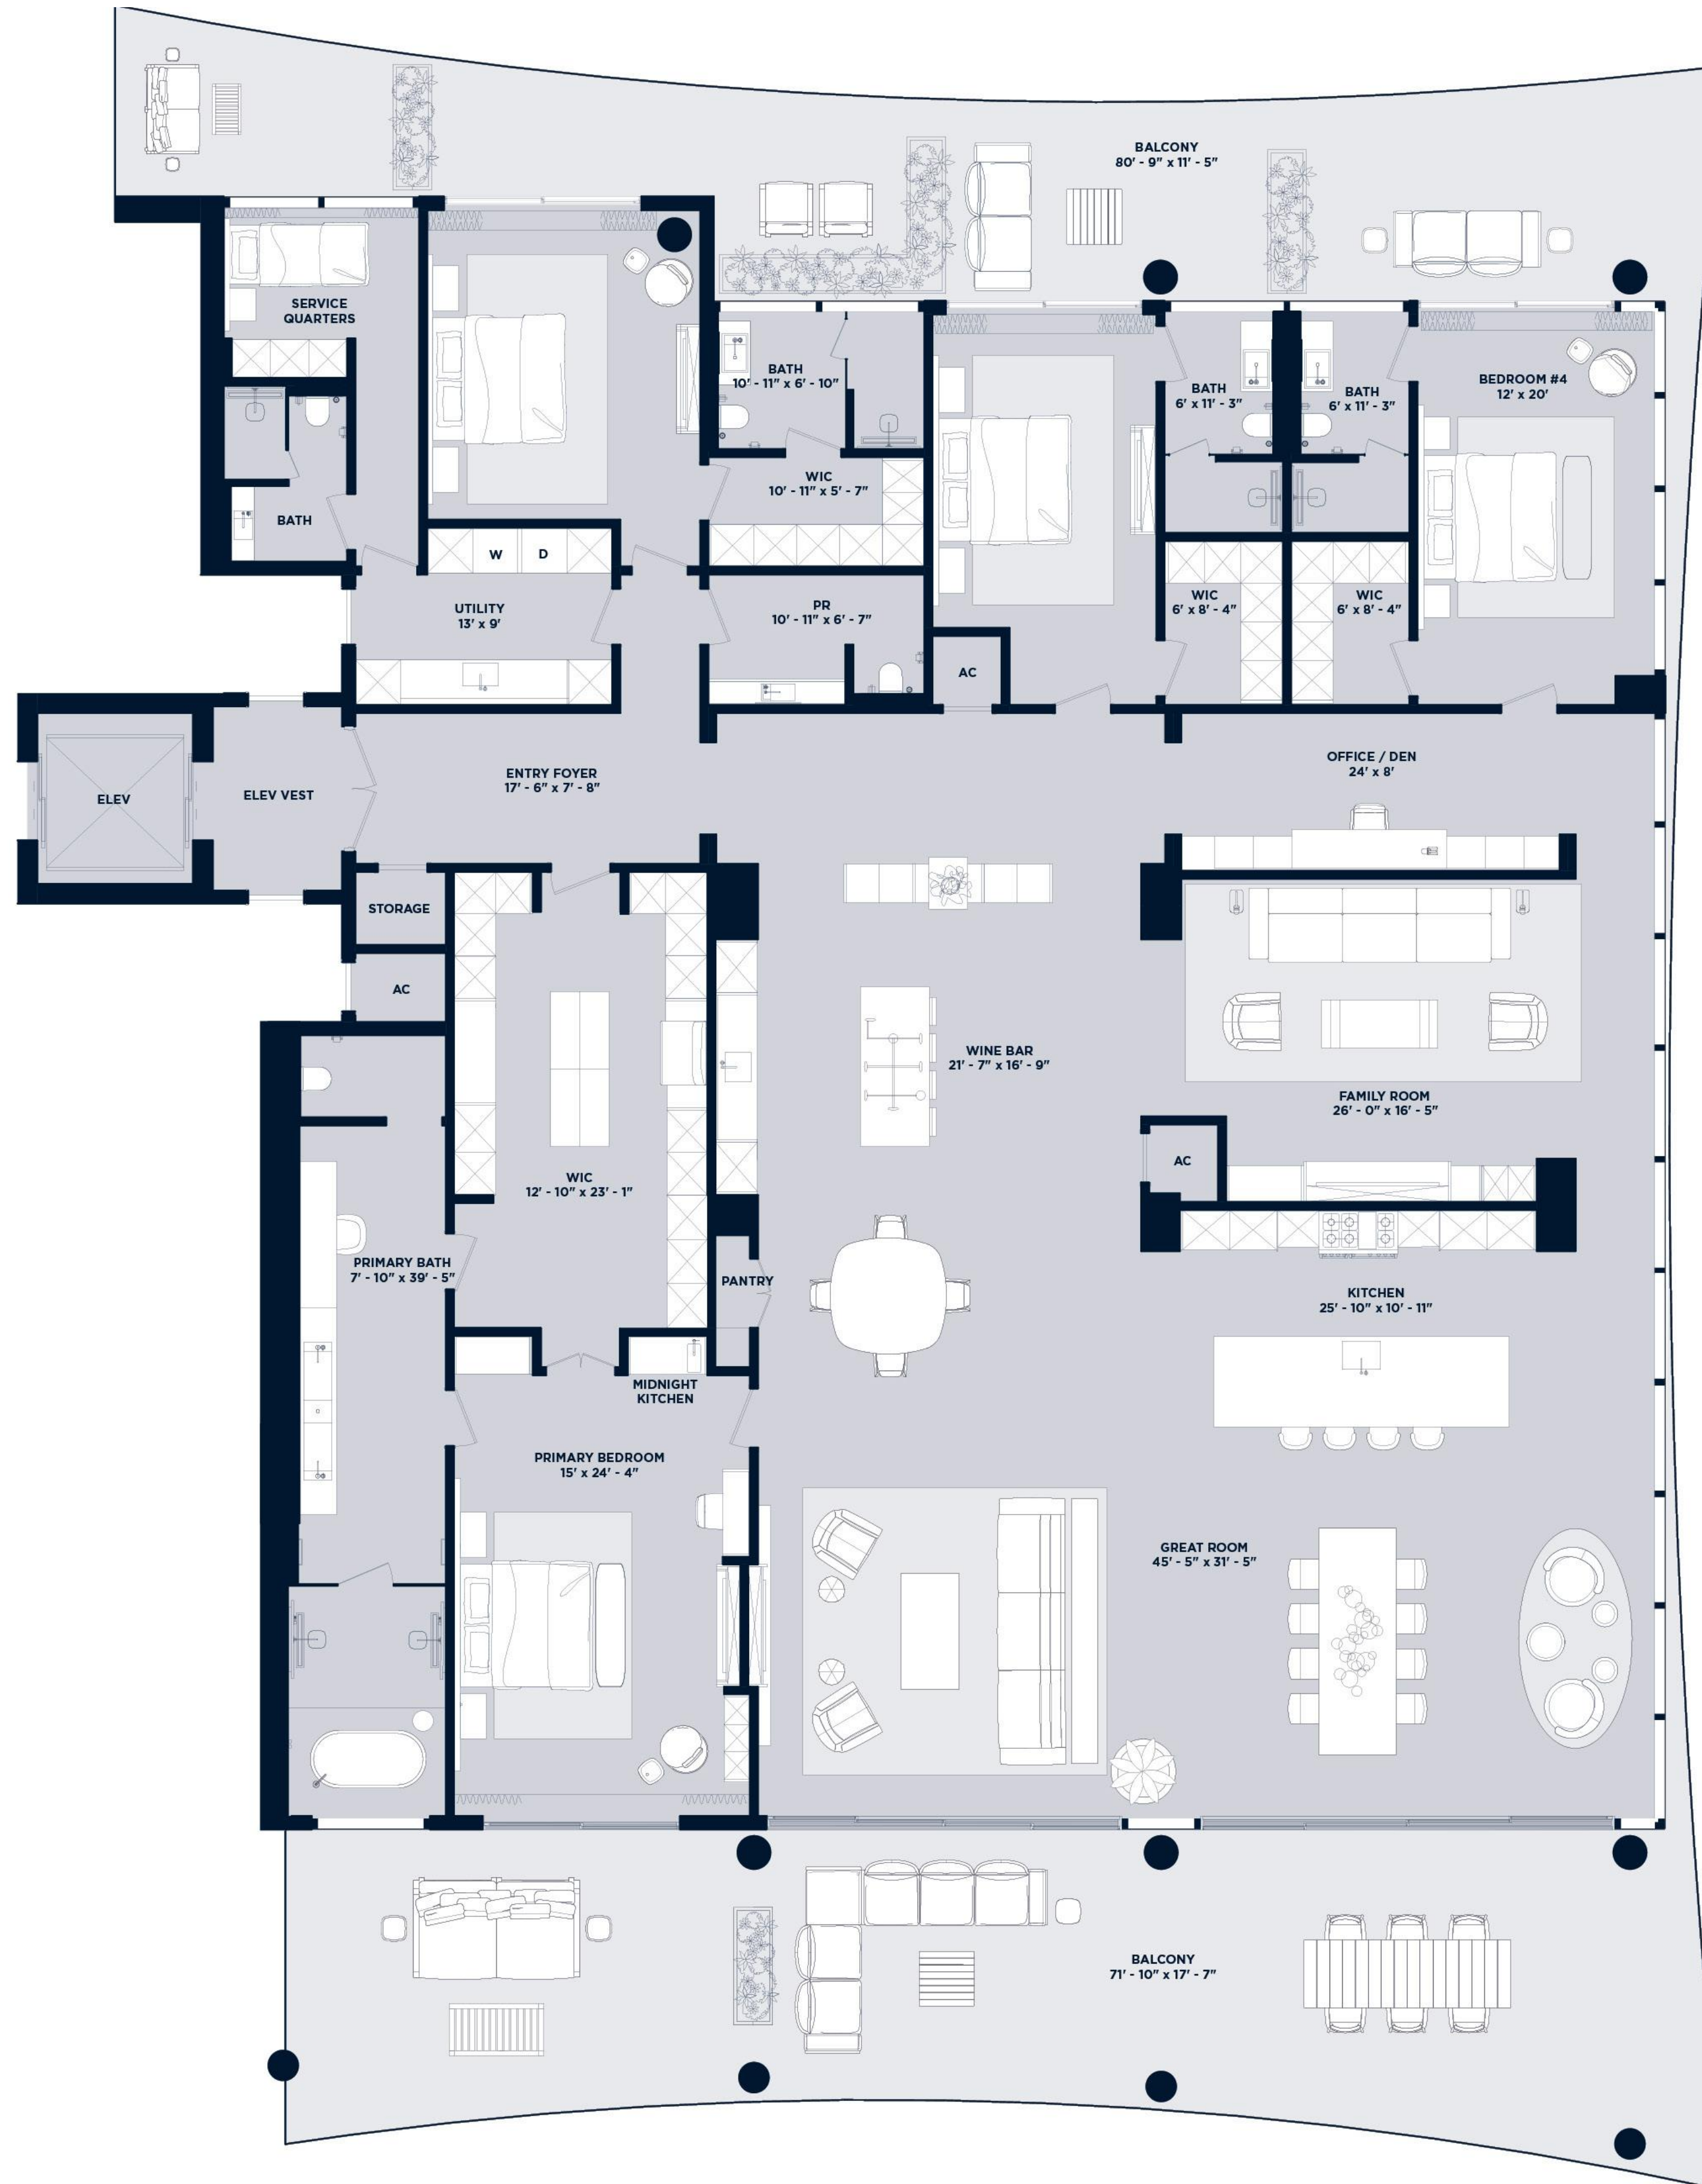 BALCONY
80' - 9" x 11' - 5"
SERVICE
QUARTERS
BATH
10' - 11" x 6' - 10"
BATH
6' x 11' - 3"
BATH
6' x 11' - 3"
BEDROOM #4
12' x 20'
WIC
10' - 11" x 5' - 7"
BATH
W
D
UTILITY
13' x 9'
PR
10' - 11" x 6' - 7"
WIC
6' x 8' - 4"
WIC
6' x 8' - 4"
AC
ELEV
ELEV VEST
ENTRY FOYER
17' - 6" x 7' - 8"
OFFICE / DEN
24' x 8'
STORAGE
AC
WINE BAR
21' - 7" x 16' - 9"
FAMILY ROOM
26' - 0" x 16' - 5"
AC
WIC
12' - 10" x 23' - 1"
PRIMARY BATH
7' - 10" x 39' - 5"
PANTRY
KITCHEN
25' - 10" x 10' - 11"
MIDNIGHT
KITCHEN
PRIMARY BEDROOM
15' x 24' - 4"
GREAT ROOM
45' - 5" x 31' - 5"
BALCONY
71' - 10" x 17' - 7"